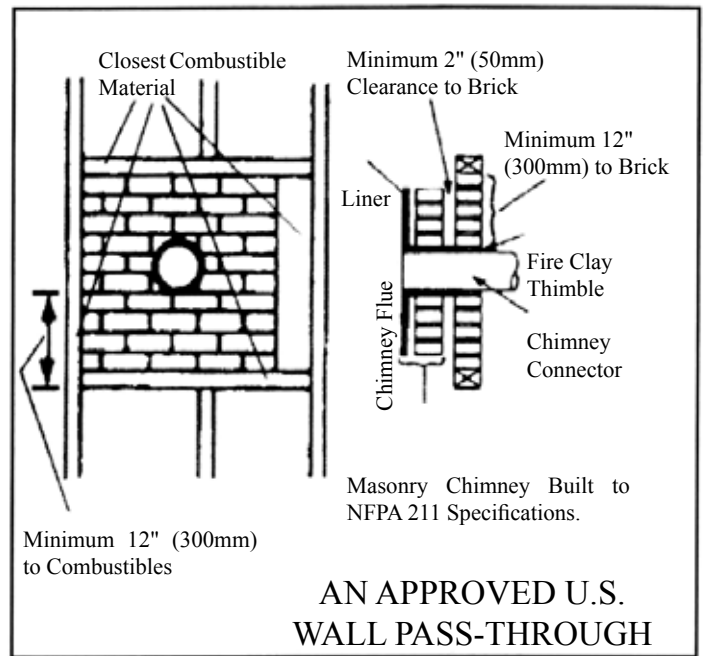 Closest Combustible
Material
Minimum 2" (50mm)
Clearance to Brick
Minimum 12"
(300mm) to Brick
Liner
Fire Clay
Thimble
Chimney Flue
Chimney
Connector
Masonry Chimney Built to
NFPA 211 Specifications.
Minimum 12" (300mm)
to Combustibles
AN APPROVED U.S.
WALL PASS-THROUGH